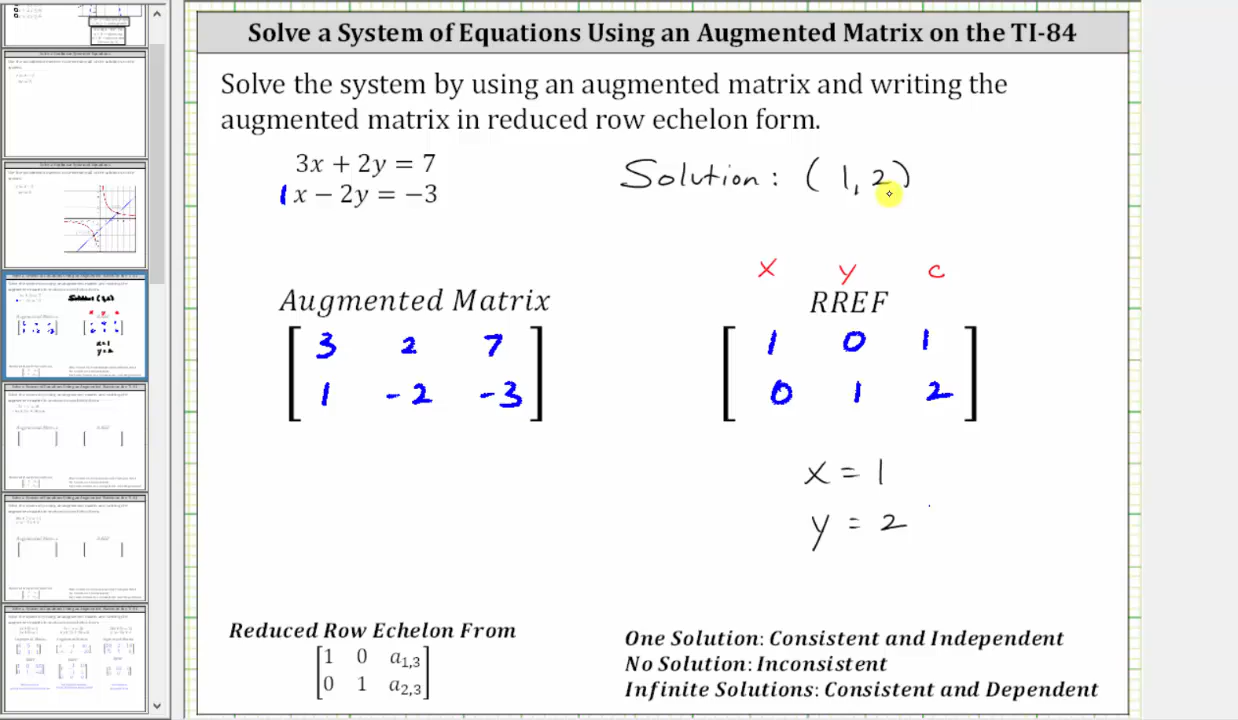 Solve a System of Equations Using an Augmented Matrix on the TI-84
Solve the system by using an augmented matrix and writing the
augmented matrix in reduced row echelon form.
3x + 2y = 7
1x − 2y = −3
Solution: (1, 2)
Augmented Matrix
3 2 7
1 -2 -3
x y c
RREF
1 0 1
0 1 2
x = 1
y = 2
Reduced Row Echelon From
1 0 a1,3
0 1 a2,3
One Solution: Consistent and Independent
No Solution: Inconsistent
Infinite Solutions: Consistent and Dependent